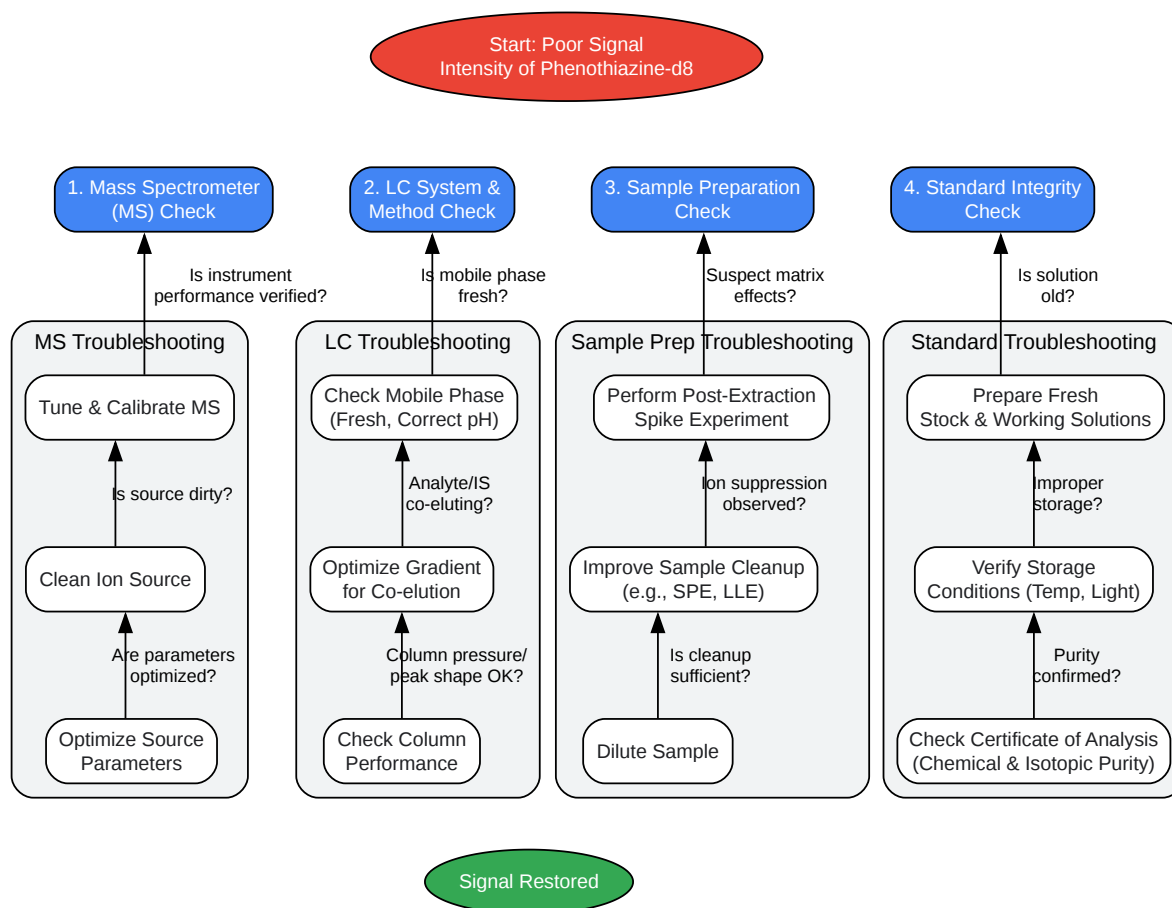 Start: Poor Signal
Intensity of Phenothiazine-d8
1. Mass Spectrometer
(MS) Check
2. LC System &
Method Check
3. Sample Preparation
Check
4. Standard Integrity
Check
Is instrument
performance verified?
Is mobile phase
fresh?
Suspect matrix
effects?
Is solution
old?
MS Troubleshooting
LC Troubleshooting
Sample Prep Troubleshooting
Standard Troubleshooting
Tune & Calibrate MS
Check Mobile Phase
(Fresh, Correct pH)
Perform Post-Extraction
Spike Experiment
Prepare Fresh
Stock & Working Solutions
Is source dirty?
Analyte/IS
co-eluting?
Ion suppression
observed?
Improper
storage?
Clean Ion Source
Optimize Gradient
for Co-elution
Improve Sample Cleanup
(e.g., SPE, LLE)
Verify Storage
Conditions (Temp, Light)
Are parameters
optimized?
Column pressure/
peak shape OK?
Is cleanup
sufficient?
Purity
confirmed?
Optimize Source
Parameters
Check Column
Performance
Dilute Sample
Check Certificate of Analysis
(Chemical & Isotopic Purity)
Signal Restored